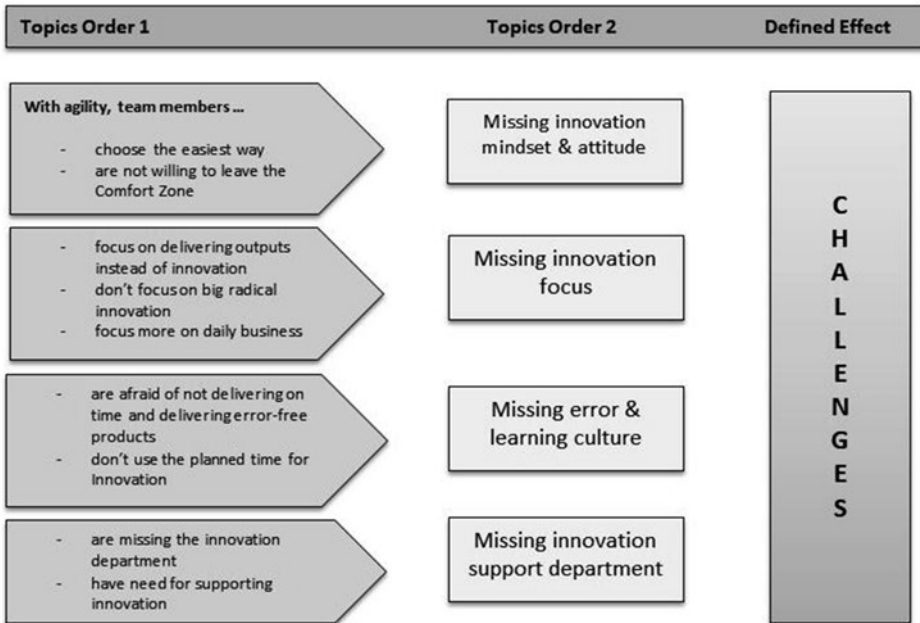 Topics Order 1
Topics Order 2
Defined Effect
With agility, team members ...
- choose the easiest way
- are not willing to leave the
Comfort Zone
Missing innovation
mindset & attitude
- focus on delivering outputs
instead of innovation
- don't focus on big radical
innovation
- focus more on daily business
Missing innovation
focus
- are afraid of not delivering on
time and delivering error-free
products
- don't use the planned time for
Innovation
Missing error &
learning culture
- are missing the innovation
department
- have need for supporting
innovation
Missing innovation
support department
C
H
A
L
L
E
N
G
E
S